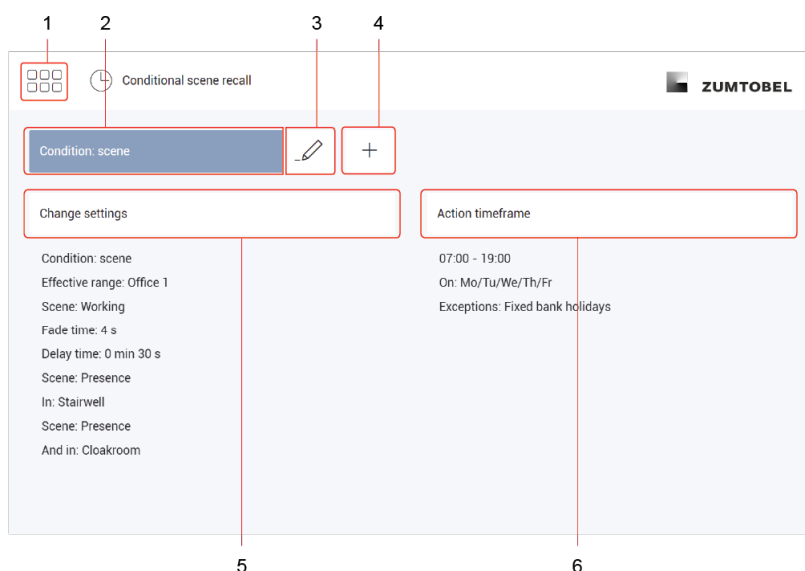 1 2 3 4
Conditional scene recall
ZUMTOBEL
Condition: scene
Change settings
Action timeframe
Condition: scene
Effective range: Office 1
Scene: Working
Fade time: 4 s
Delay time: 0 min 30 s
Scene: Presence
In: Stairwell
Scene: Presence
And in: Cloakroom
07:00 - 19:00
On: Mo/Tu/We/Th/Fr
Exceptions: Fixed bank holidays
5 6